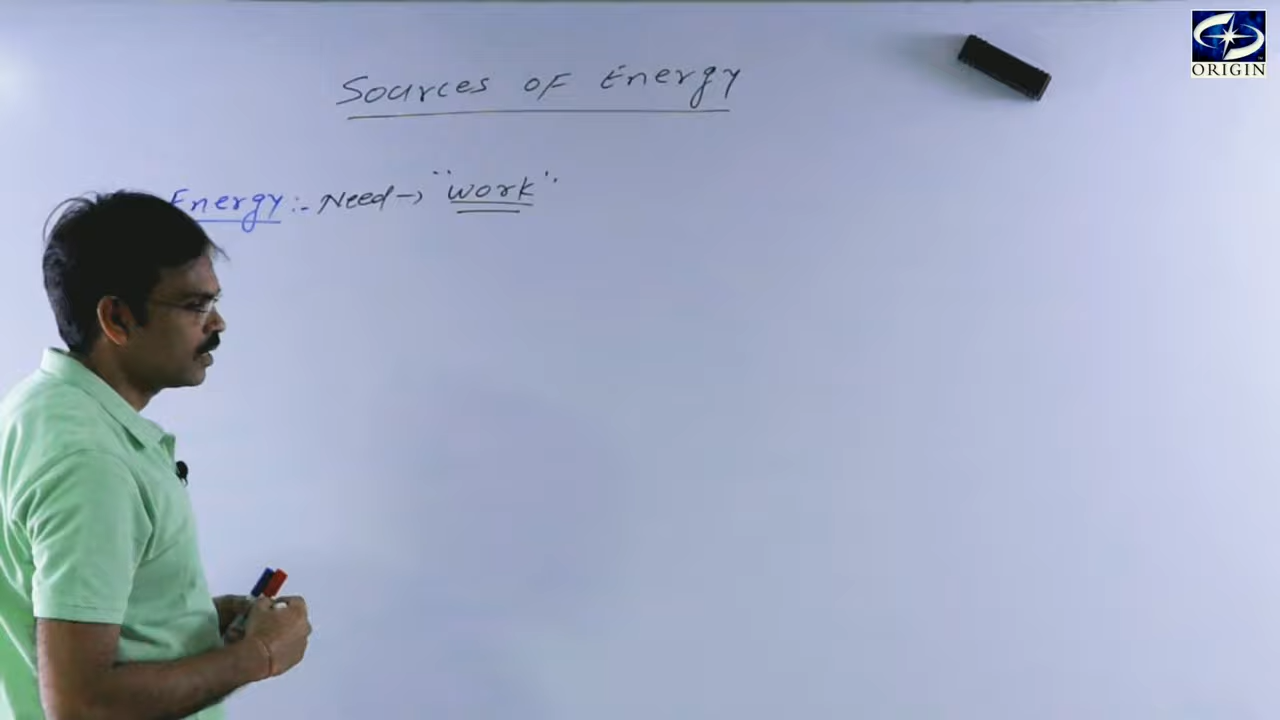 ORIGIN
Sources OF Energy
Energy :- Need → "work"